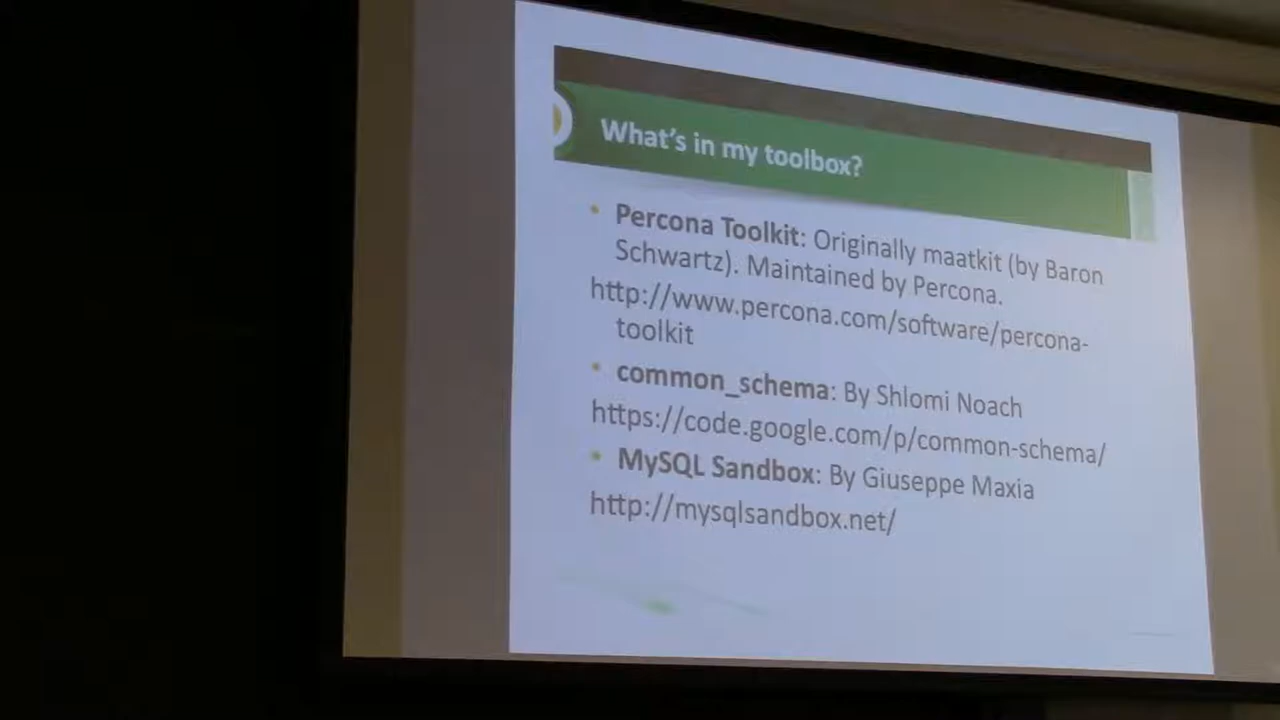 What's in my toolbox?
• Percona Toolkit: Originally maatkit (by Baron
Schwartz). Maintained by Percona.
http://www.percona.com/software/percona-
toolkit
• common_schema: By Shlomi Noach
https://code.google.com/p/common-schema/
• MySQL Sandbox: By Giuseppe Maxia
http://mysqlsandbox.net/